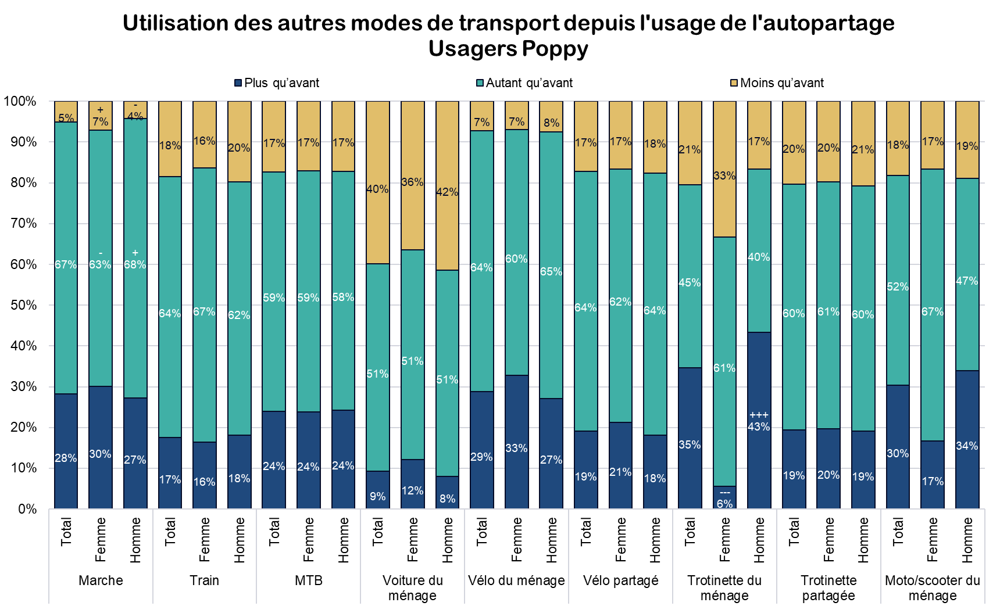 Utilisation des autres modes de transport depuis l'usage de l'autopartage
Usagers Poppy
Plus qu’avant Autant qu’avant Moins qu’avant
100%
90%
80%
70%
60%
50%
40%
30%
20%
10%
0%
5% + 7% - 4% 18% 16% 20% 17% 17% 17% 40% 36% 42% 7% 7% 8% 17% 17% 18% 21% 33% 17% 20% 20% 21% 18% 17% 19%
67% - 63% + 68% 64% 67% 62% 59% 59% 58% 51% 51% 51% 64% 60% 65% 64% 62% 64% 45% 61% 40% 60% 61% 60% 52% 67% 47%
28% 30% 27% 17% 16% 18% 24% 24% 24% 9% 12% 8% 29% 33% 27% 19% 21% 18% 35% --- 6% +++ 43% 19% 20% 19% 30% 17% 34%
Total Femme Homme Total Femme Homme Total Femme Homme Total Femme Homme Total Femme Homme Total Femme Homme Total Femme Homme Total Femme Homme Total Femme Homme
Marche
Train
MTB
Voiture du
ménage
Vélo du ménage
Vélo partagé
Trotinette du
ménage
Trotinette
partagée
Moto/scooter du
ménage